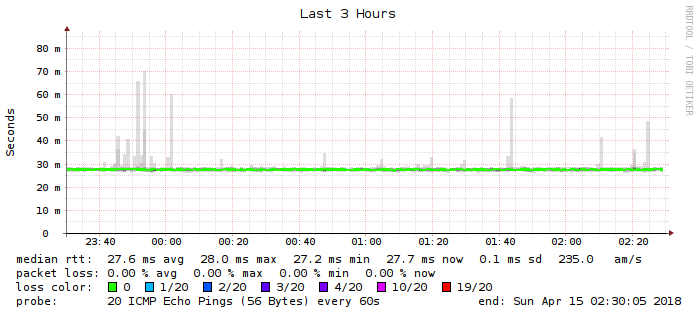 Last 3 Hours
RRDTOOL / TOBI OETIKER
Seconds
80 m
70 m
60 m
50 m
40 m
30 m
20 m
10 m
0
23:40 00:00 00:20 00:40 01:00 01:20 01:40 02:00 02:20
median rtt: 27.6 ms avg 28.0 ms max 27.2 ms min 27.7 ms now 0.1 ms sd 235.0 am/s
packet loss: 0.00 % avg 0.00 % max 0.00 % min 0.00 % now
loss color: 0 1/20 2/20 3/20 4/20 10/20 19/20
probe: 20 ICMP Echo Pings (56 Bytes) every 60s end: Sun Apr 15 02:30:05 2018